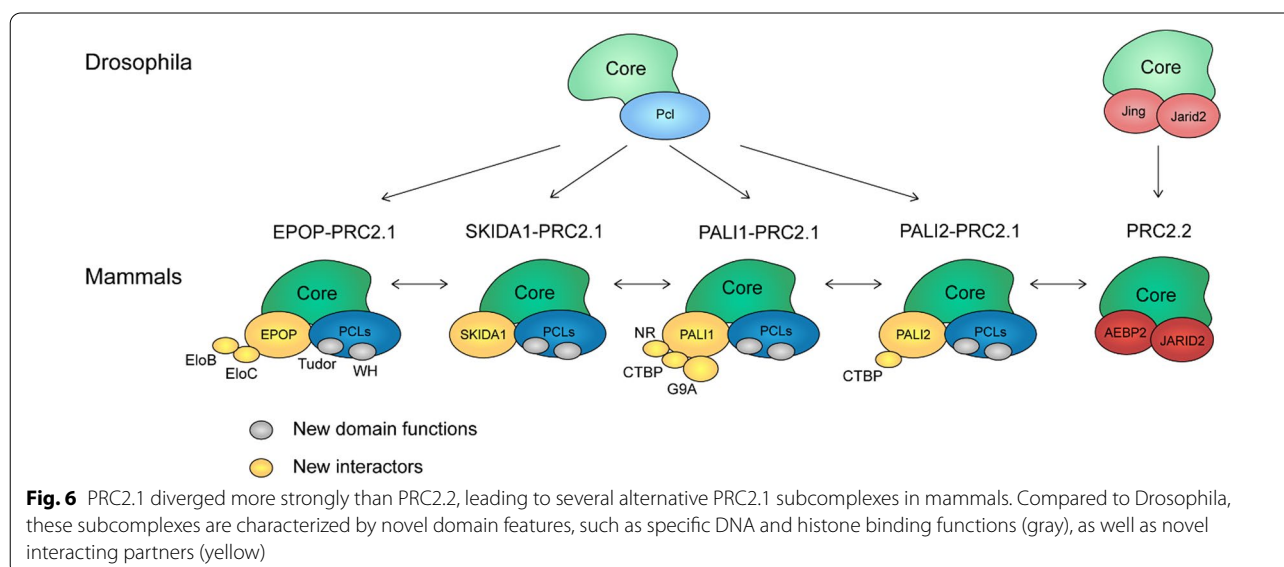 Drosophila
Core
Pcl
Core
Jing
Jarid2
EPOP-PRC2.1
SKIDA1-PRC2.1
PALI1-PRC2.1
PALI2-PRC2.1
PRC2.2
Mammals
Core
EPOP
PCLs
EloB
EloC
Tudor
WH
Core
SKIDA1
PCLs
Core
NR
PALI1
PCLs
CTBP
G9A
Core
PALI2
PCLs
CTBP
Core
AEBP2
JARID2
New domain functions
New interactors
Fig. 6 PRC2.1 diverged more strongly than PRC2.2, leading to several alternative PRC2.1 subcomplexes in mammals. Compared to Drosophila,
these subcomplexes are characterized by novel domain features, such as specific DNA and histone binding functions (gray), as well as novel
interacting partners (yellow)